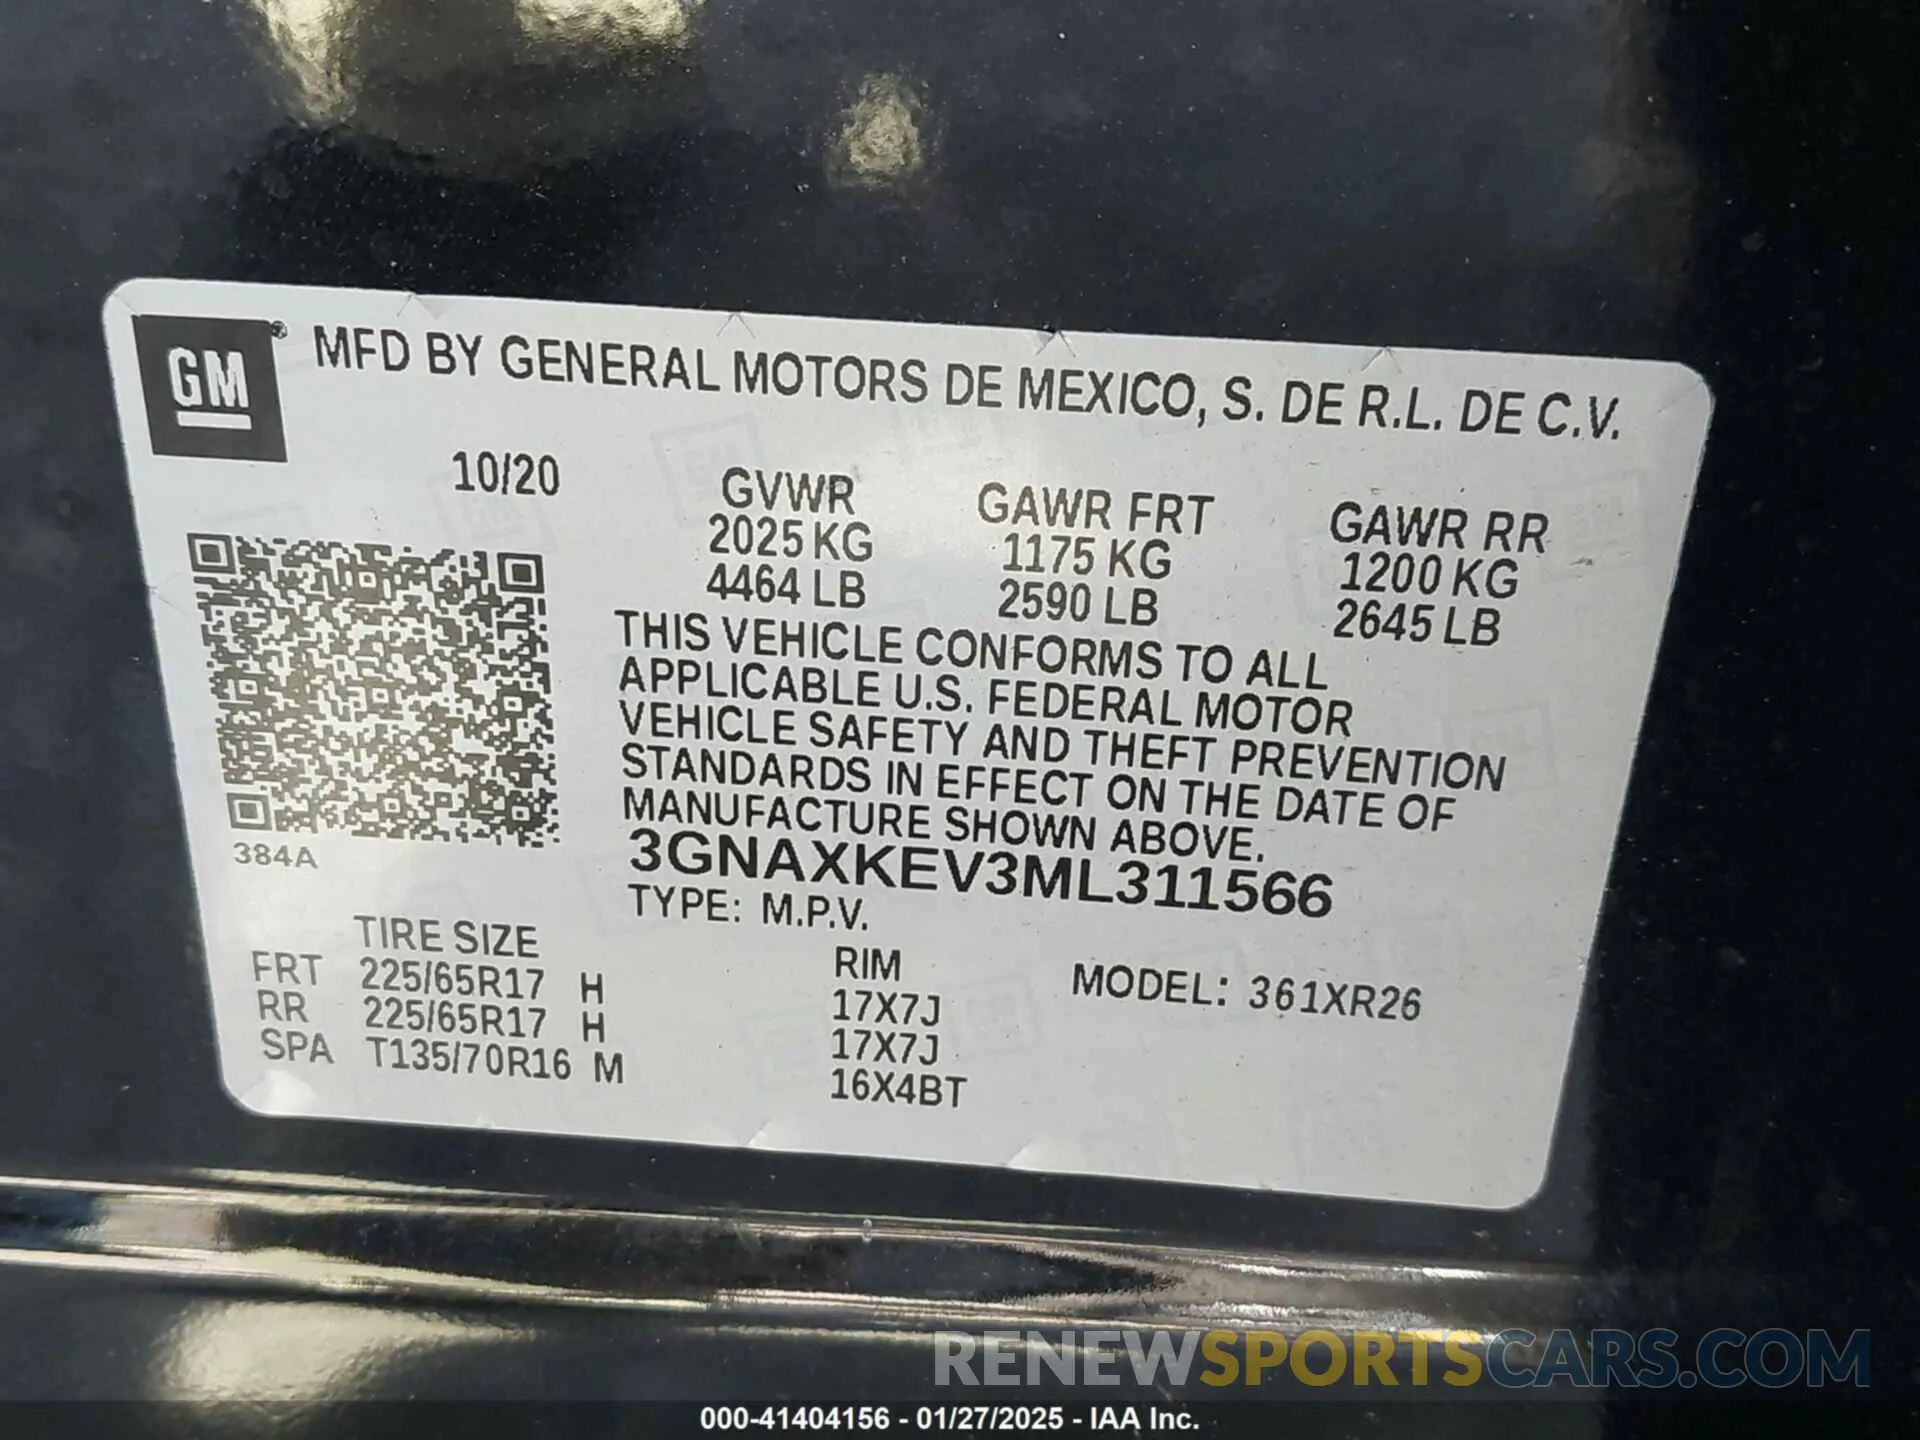 GM ® MFD BY GENERAL MOTORS DE MEXICO, S. DE R.L. DE C.V.
10/20
GVWR GAWR FRT GAWR RR
2025 KG 1175 KG 1200 KG
4464 LB 2590 LB 2645 LB
THIS VEHICLE CONFORMS TO ALL
APPLICABLE U.S. FEDERAL MOTOR
VEHICLE SAFETY AND THEFT PREVENTION
STANDARDS IN EFFECT ON THE DATE OF
MANUFACTURE SHOWN ABOVE.
384A
3GNAXKEV3ML311566
TYPE: M.P.V.
TIRE SIZE RIM MODEL: 361XR26
FRT 225/65R17 H 17X7J
RR 225/65R17 H 17X7J
SPA T135/70R16 M 16X4BT
RENEWSPORTSCARS.COM
000-41404156 - 01/27/2025 - IAA Inc.